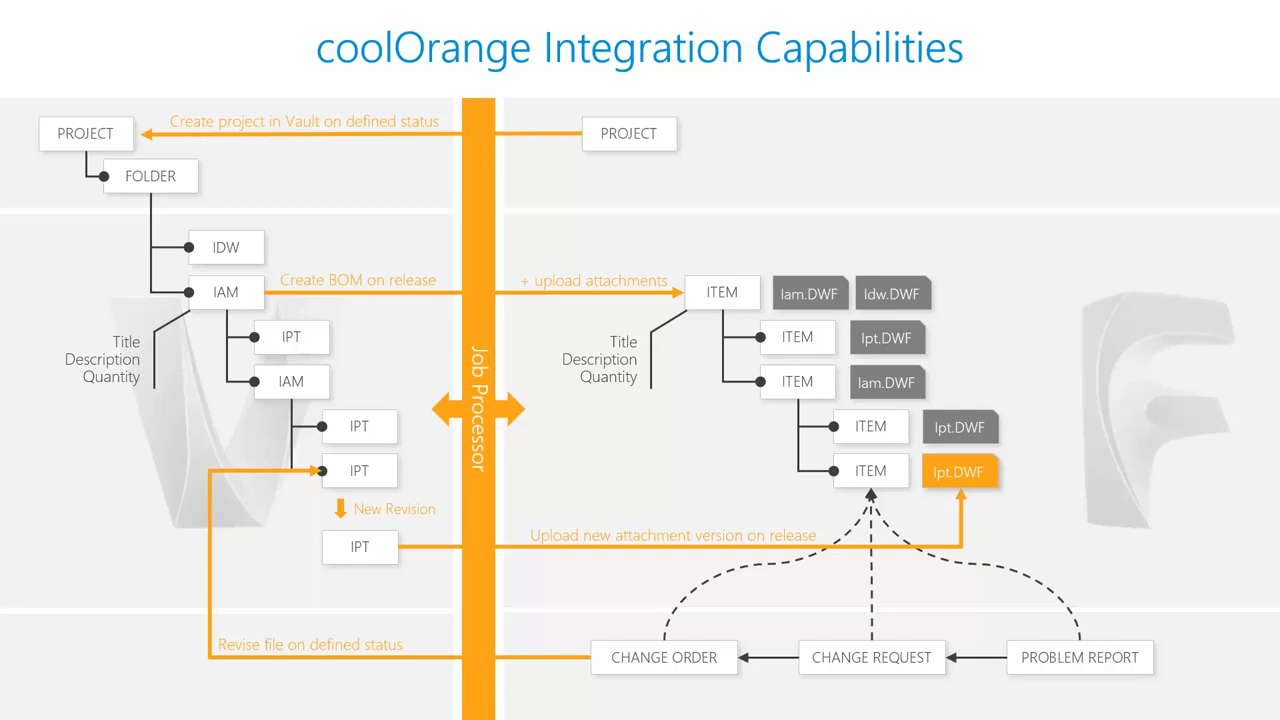 coolOrange Integration Capabilities
Create project in Vault on defined status
PROJECT
PROJECT
FOLDER
IDW
Create BOM on release
+ upload attachments
IAM
ITEM
Iam.DWF
Idw.DWF
Title
Description
Quantity
IPT
IAM
Title
Description
Quantity
ITEM
Ipt.DWF
ITEM
Iam.DWF
Job Processor
IPT
ITEM
Ipt.DWF
IPT
ITEM
Ipt.DWF
New Revision
IPT
Upload new attachment version on release
Revise file on defined status
CHANGE ORDER
CHANGE REQUEST
PROBLEM REPORT